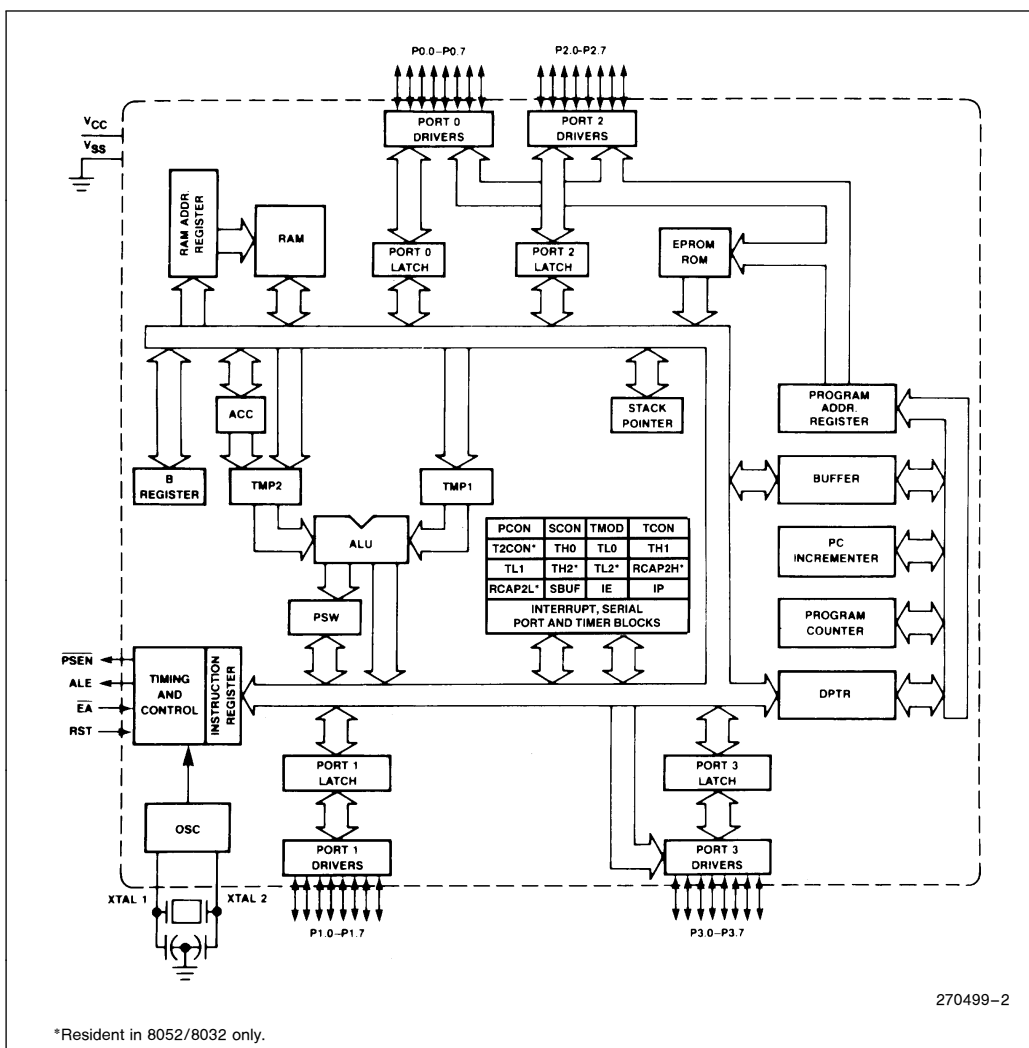 P0.0–P0.7
P2.0–P2.7
VCC
VSS
PORT 0
DRIVERS
PORT 2
DRIVERS
RAM ADDR.
REGISTER
RAM
PORT 0
LATCH
PORT 2
LATCH
EPROM
ROM
ACC
STACK
POINTER
PROGRAM
ADDR.
REGISTER
B
REGISTER
TMP2
TMP1
BUFFER
ALU
PCON SCON TMOD TCON
T2CON* TH0 TL0 TH1
TL1 TH2* TL2* RCAP2H*
RCAP2L* SBUF IE IP
INTERRUPT, SERIAL
PORT AND TIMER BLOCKS
PC
INCREMENTER
PSW
PROGRAM
COUNTER
PSEN
ALE
EA
RST
TIMING
AND
CONTROL
INSTRUCTION
REGISTER
DPTR
PORT 1
LATCH
PORT 3
LATCH
OSC
PORT 1
DRIVERS
PORT 3
DRIVERS
XTAL 1
XTAL 2
P1.0–P1.7
P3.0–P3.7
270499–2
*Resident in 8052/8032 only.